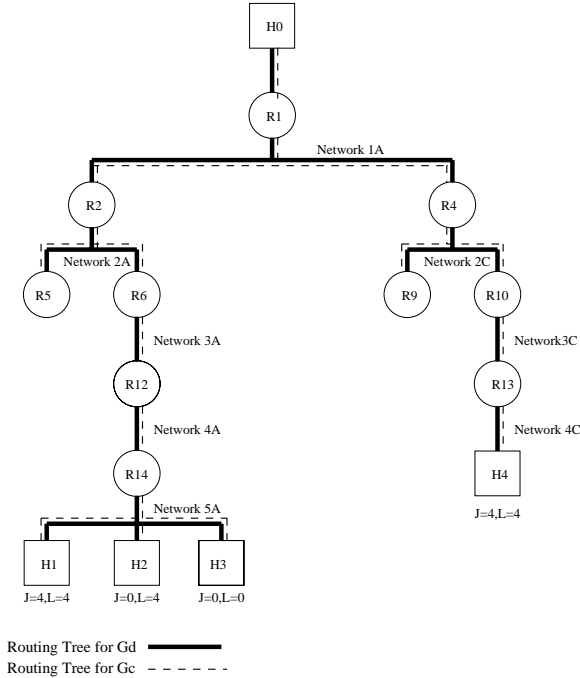 H0
R1
Network 1A
R2
R4
Network 2A
Network 2C
R5
R6
R9
R10
Network 3A
Network3C
R12
R13
Network 4A
Network 4C
R14
H4
Network 5A
J=4,L=4
H1
H2
H3
J=4,L=4
J=0,L=4
J=0,L=0
Routing Tree for Gd
Routing Tree for Gc